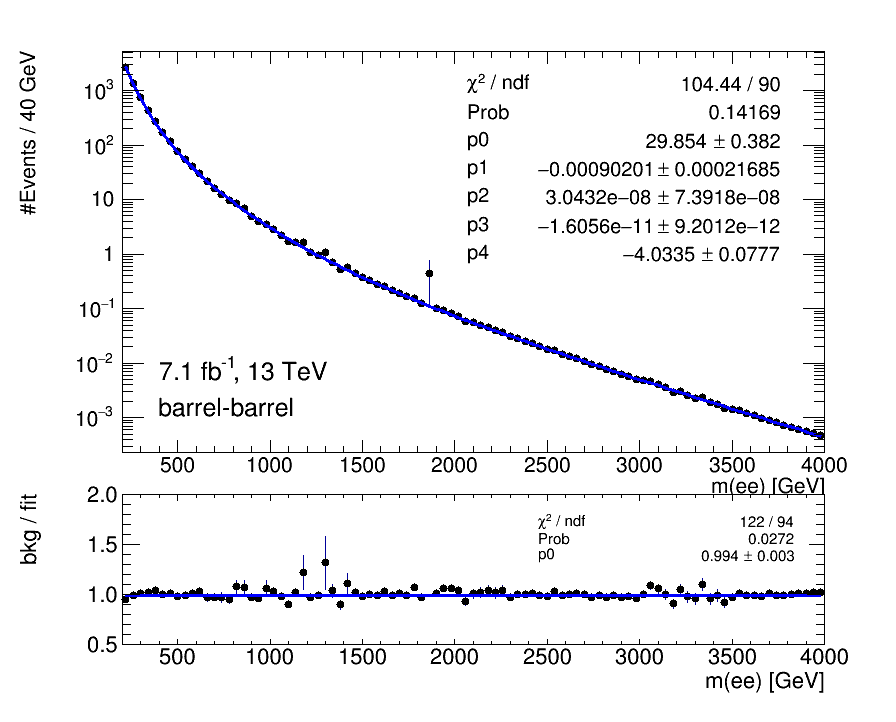 #Events / 40 GeV
10³
10²
10
1
10⁻¹
10⁻²
10⁻³
χ² / ndf 104.44 / 90
Prob 0.14169
p0 29.854 ± 0.382
p1 −0.00090201 ± 0.00021685
p2 3.0432e−08 ± 7.3918e−08
p3 −1.6056e−11 ± 9.2012e−12
p4 −4.0335 ± 0.0777
7.1 fb⁻¹, 13 TeV
barrel-barrel
500 1000 1500 2000 2500 3000 3500 4000
m(ee) [GeV]
bkg / fit
2.0
1.5
1.0
0.5
χ² / ndf 122 / 94
Prob 0.0272
p0 0.994 ± 0.003
500 1000 1500 2000 2500 3000 3500 4000
m(ee) [GeV]